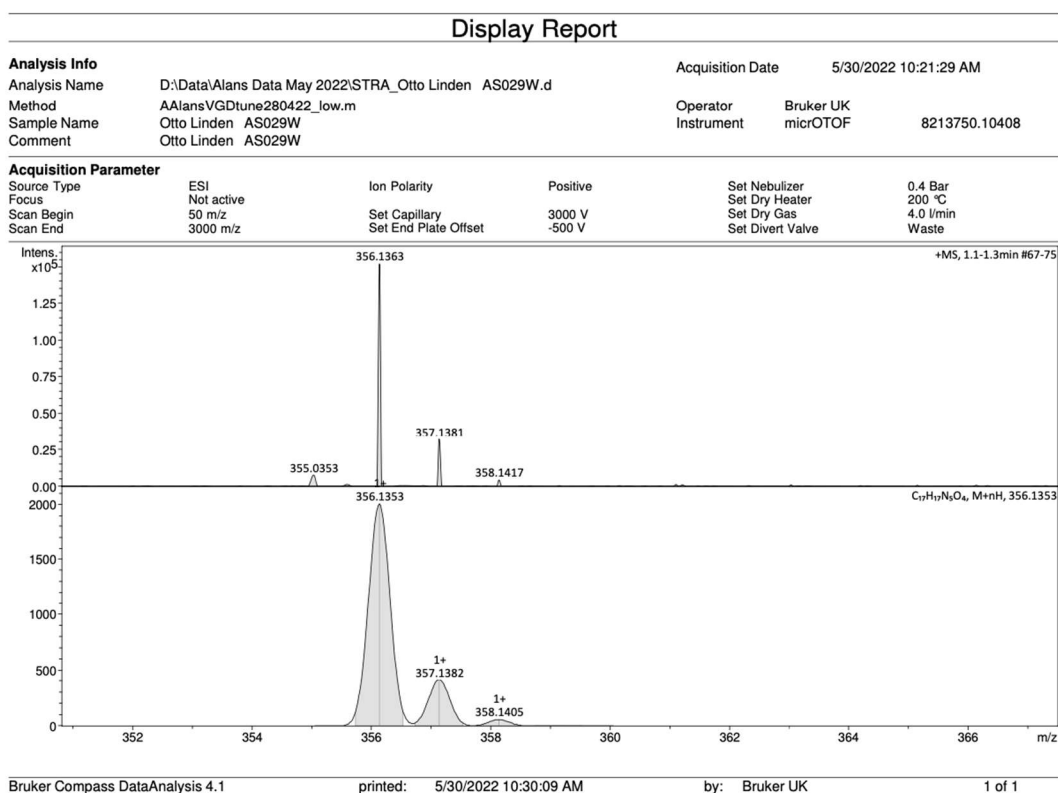 Display Report
Analysis Info
Acquisition Date 5/30/2022 10:21:29 AM
Analysis Name D:\Data\Alans Data May 2022\STRA_Otto Linden AS029W.d
Method AAlansVGDtune280422_low.m Operator Bruker UK
Sample Name Otto Linden AS029W Instrument micrOTOF 8213750.10408
Comment Otto Linden AS029W
Acquisition Parameter
Source Type ESI Ion Polarity Positive Set Nebulizer 0.4 Bar
Focus Not active Set Dry Heater 200 °C
Scan Begin 50 m/z Set Capillary 3000 V Set Dry Gas 4.0 l/min
Scan End 3000 m/z Set End Plate Offset -500 V Set Divert Valve Waste
Intens.
x10⁵
+MS, 1.1-1.3min #67-75
356.1363
1.25
1.00
0.75
0.50
357.1381
0.25
355.0353
358.1417
1+
0.00
C₁₇H₁₇N₅O₄, M+nH, 356.1353
356.1353
2000
1500
1000
1+
357.1382
500
1+
358.1405
0
352 354 356 358 360 362 364 366 m/z
Bruker Compass DataAnalysis 4.1 printed: 5/30/2022 10:30:09 AM by: Bruker UK 1 of 1